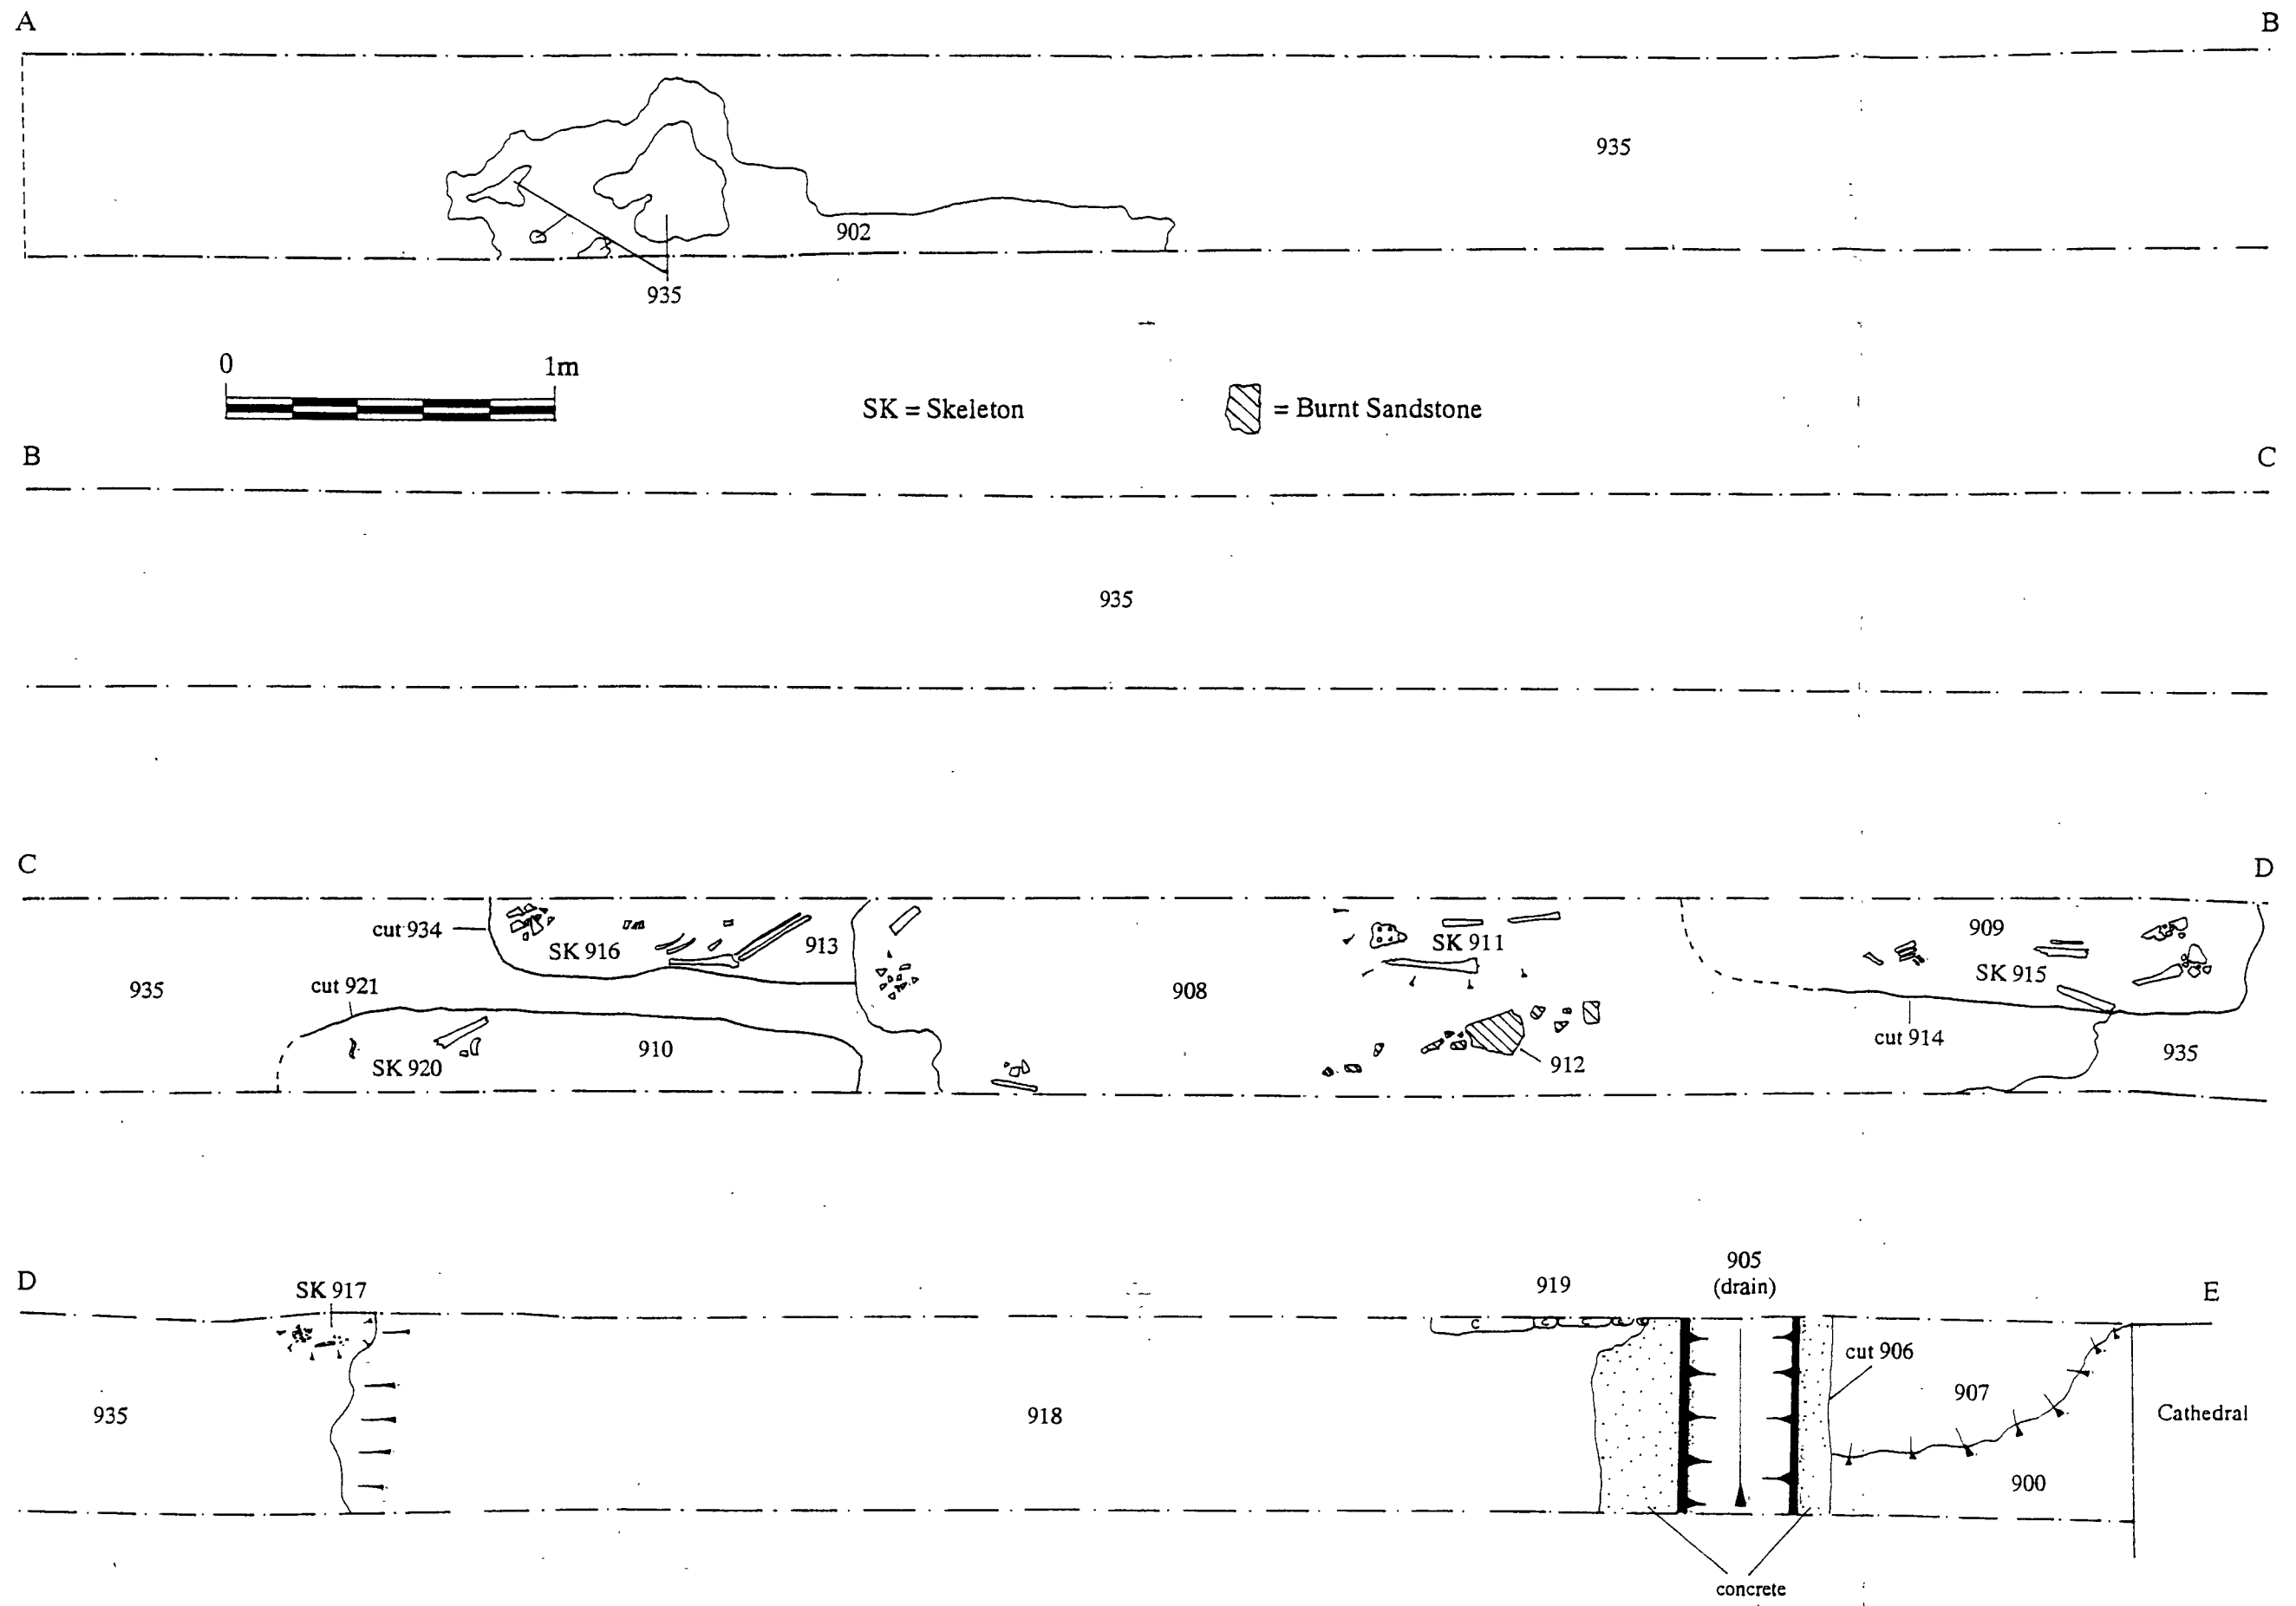 A
B
935
902
935
0
1m
SK = Skeleton
= Burnt Sandstone
B
C
935
C
D
cut 934
SK 916
913
SK 911
909
SK 915
935
cut 921
908
SK 920
910
912
cut 914
935
D
SK 917
919
905
(drain)
E
cut 906
907
935
918
Cathedral
900
concrete